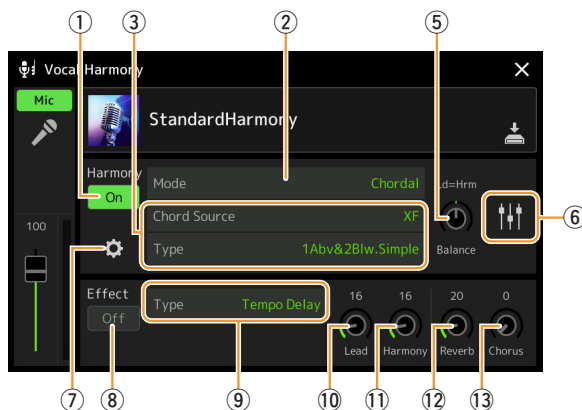 ① ③ ② ⑤
Vocal Harmony ×
Mic
StandardHarmony
Harmony
On
Mode Chordal
Ld=Hrm
Chord Source XF
⑥
100
Type 1Abv&2Blw.Simple
Balance
Effect
Off
Type Tempo Delay
16 16 20 0
Lead Harmony Reverb Chorus
⑦ ⑧ ⑨ ⑩ ⑪ ⑫ ⑬